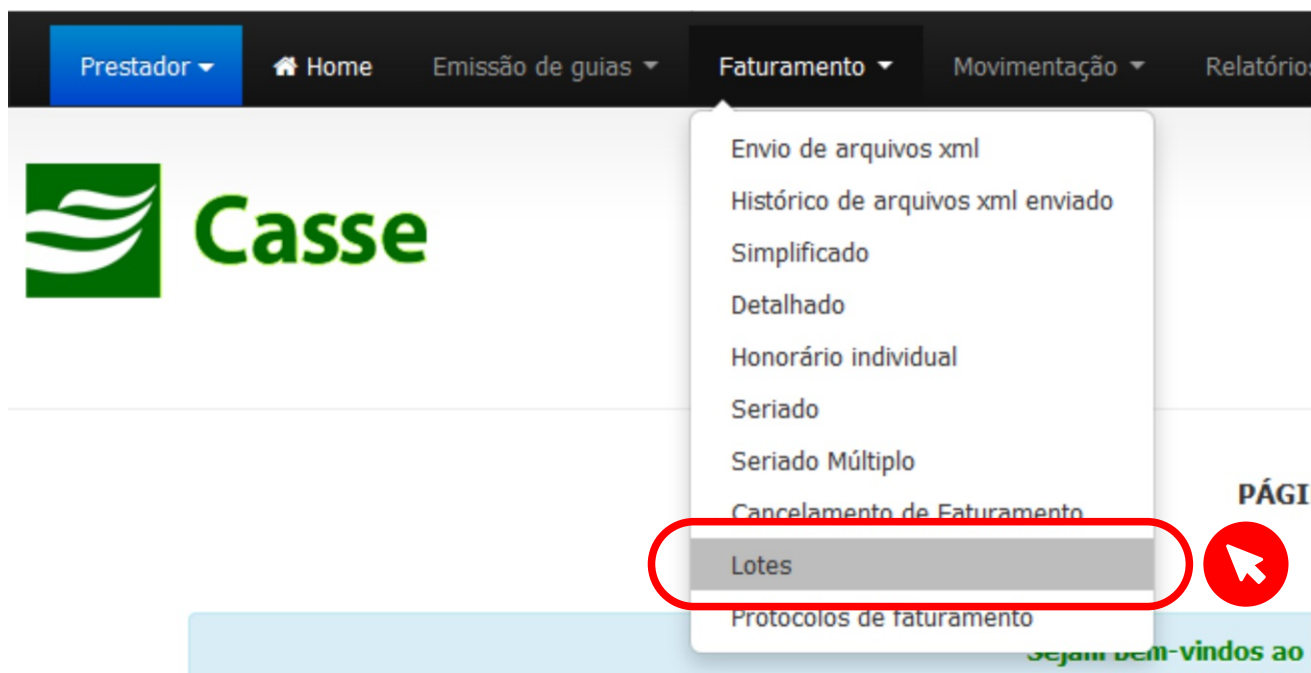 Prestador Home Emissão de guias Faturamento Movimentação Relatórios
Casse
Envio de arquivos xml
Histórico de arquivos xml enviado
Simplificado
Detalhado
Honorário individual
Seriado
Seriado Múltiplo
PÁGI
Cancelamento de Faturamento
Lotes
Protocolos de faturamento
Sejam bem-vindos ao